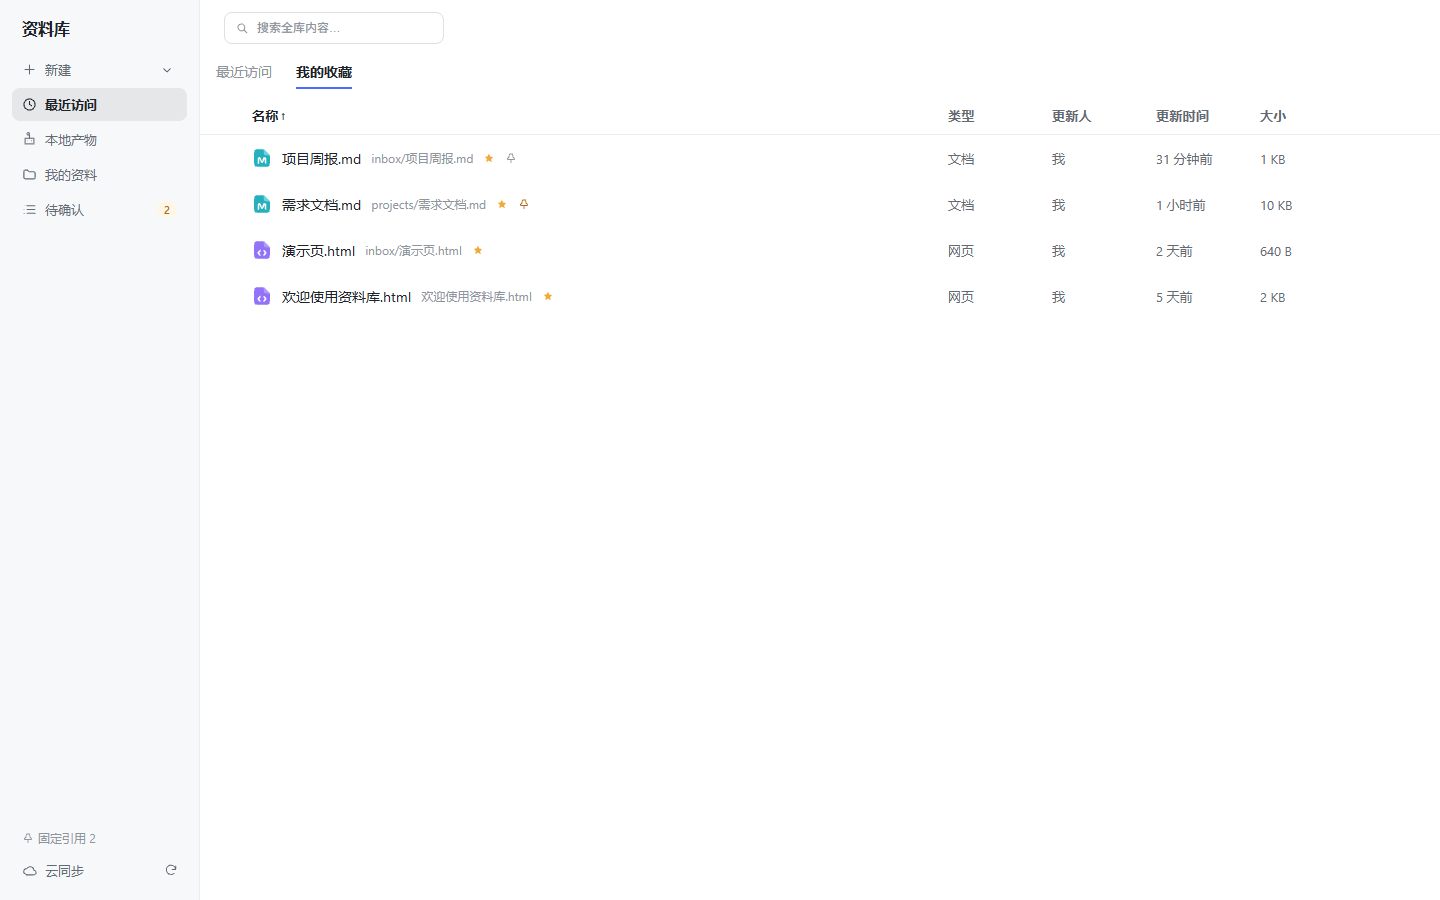 资料库
新建
最近访问
本地产物
我的资料
待确认 2
固定引用 2
云同步
搜索全库内容...
最近访问 我的收藏
名称↑ 类型 更新人 更新时间 大小
项目周报.md inbox/项目周报.md 文档 我 31 分钟前 1 KB
需求文档.md projects/需求文档.md 文档 我 1 小时前 10 KB
演示页.html inbox/演示页.html 网页 我 2 天前 640 B
欢迎使用资料库.html 欢迎使用资料库.html 网页 我 5 天前 2 KB